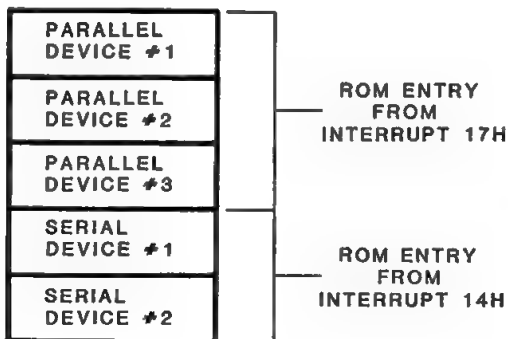 PARALLEL
DEVICE #1
PARALLEL
DEVICE #2
PARALLEL
DEVICE #3
ROM ENTRY
FROM
INTERRUPT 17H
SERIAL
DEVICE #1
SERIAL
DEVICE #2
ROM ENTRY
FROM
INTERRUPT 14H